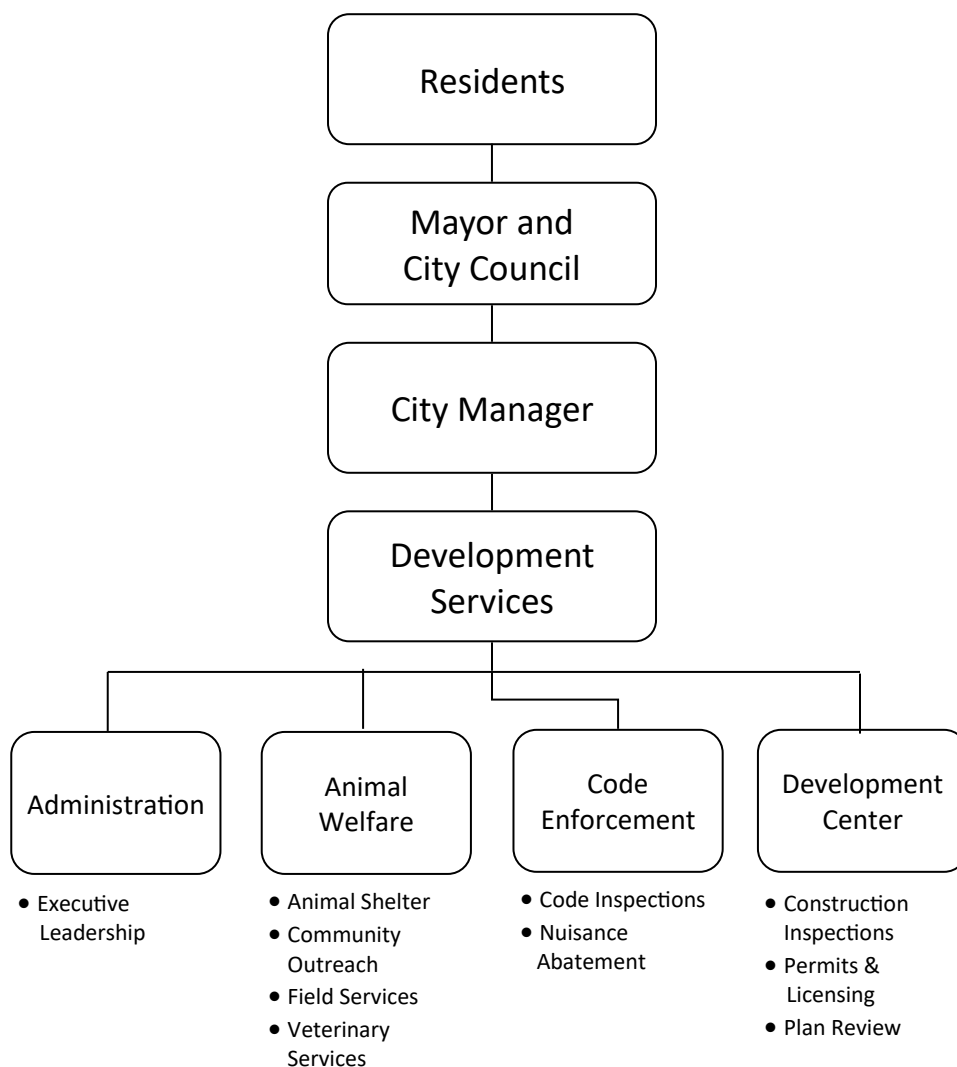 Residents
Mayor and
City Council
City Manager
Development
Services
Administration
• Executive
Leadership
Animal
Welfare
• Animal Shelter
• Community
Outreach
• Field Services
• Veterinary
Services
Code
Enforcement
• Code Inspections
• Nuisance
Abatement
Development
Center
• Construction
Inspections
• Permits &
Licensing
• Plan Review